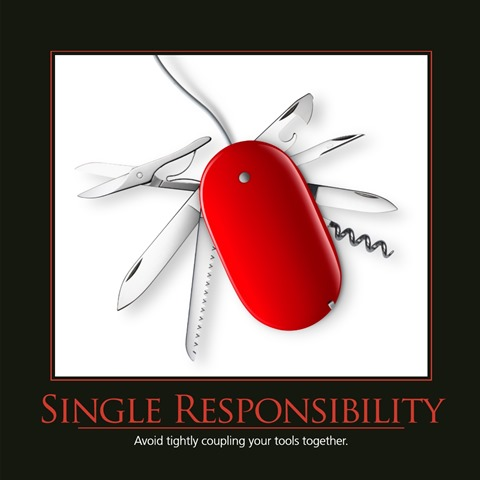 SINGLE RESPONSIBILITY
Avoid tightly coupling your tools together.